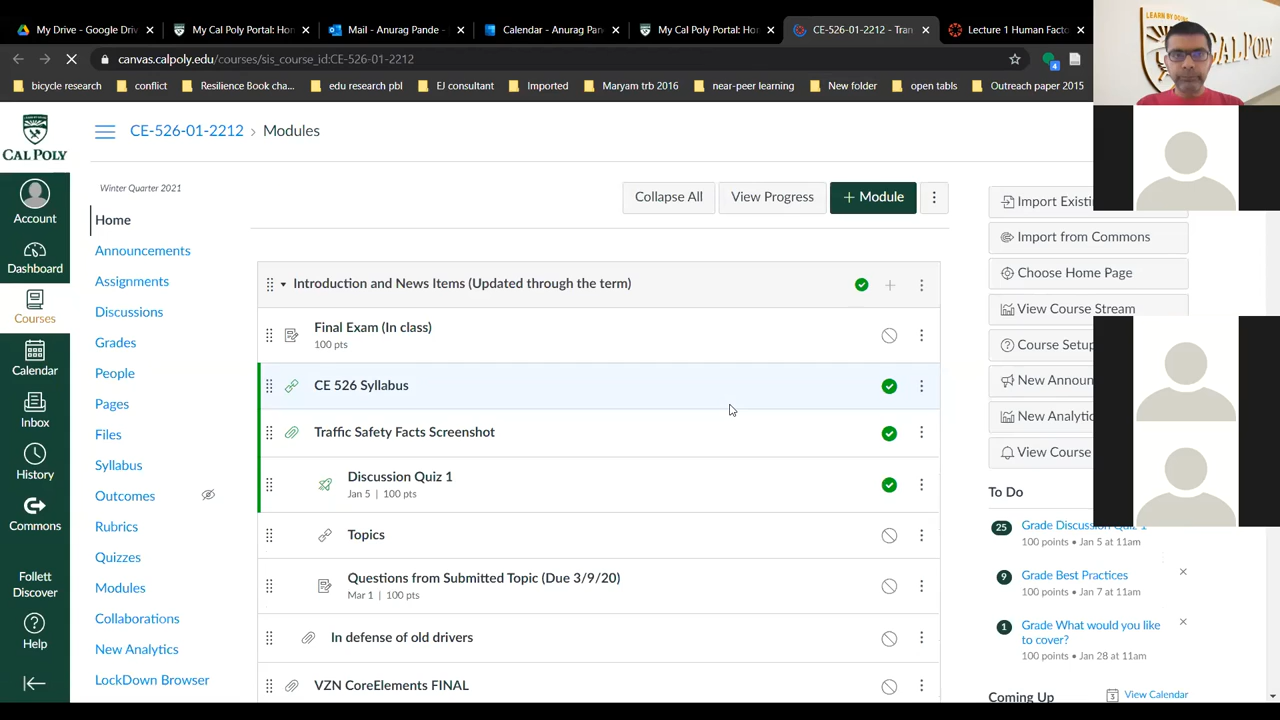 My Drive - Google Driv
My Cal Poly Portal: Hor
Mail - Anurag Pande -
Calendar - Anurag Pan
My Cal Poly Portal: Hor
CE-526-01-2212 - Tran
Lecture 1 Human Facto
canvas.calpoly.edu/courses/sis_course_id:CE-526-01-2212
4
bicycle research
conflict
Resilience Book cha...
edu research pbl
EJ consultant
Imported
Maryam trb 2016
near-peer learning
New folder
open tabls
Outreach paper 2015
LEARN BY DOING
CAL POLY
CAL POLY
CE-526-01-2212 › Modules
Account
Dashboard
Courses
Calendar
Inbox
History
Commons
Follett
Discover
Help
Winter Quarter 2021
Home
Announcements
Assignments
Discussions
Grades
People
Pages
Files
Syllabus
Outcomes
Rubrics
Quizzes
Modules
Collaborations
New Analytics
LockDown Browser
Collapse All
View Progress
+ Module
Introduction and News Items (Updated through the term)
Final Exam (In class)
100 pts
CE 526 Syllabus
Traffic Safety Facts Screenshot
Discussion Quiz 1
Jan 5 | 100 pts
Topics
Questions from Submitted Topic (Due 3/9/20)
Mar 1 | 100 pts
In defense of old drivers
VZN CoreElements FINAL
Import Existi
Import from Commons
Choose Home Page
View Course Stream
Course Setup
New Announ
New Analytic
View Course
To Do
25
Grade Discussion Quiz 1
100 points • Jan 5 at 11am
9
Grade Best Practices
100 points • Jan 7 at 11am
1
Grade What would you like
to cover?
100 points • Jan 28 at 11am
Coming Up
3
View Calendar